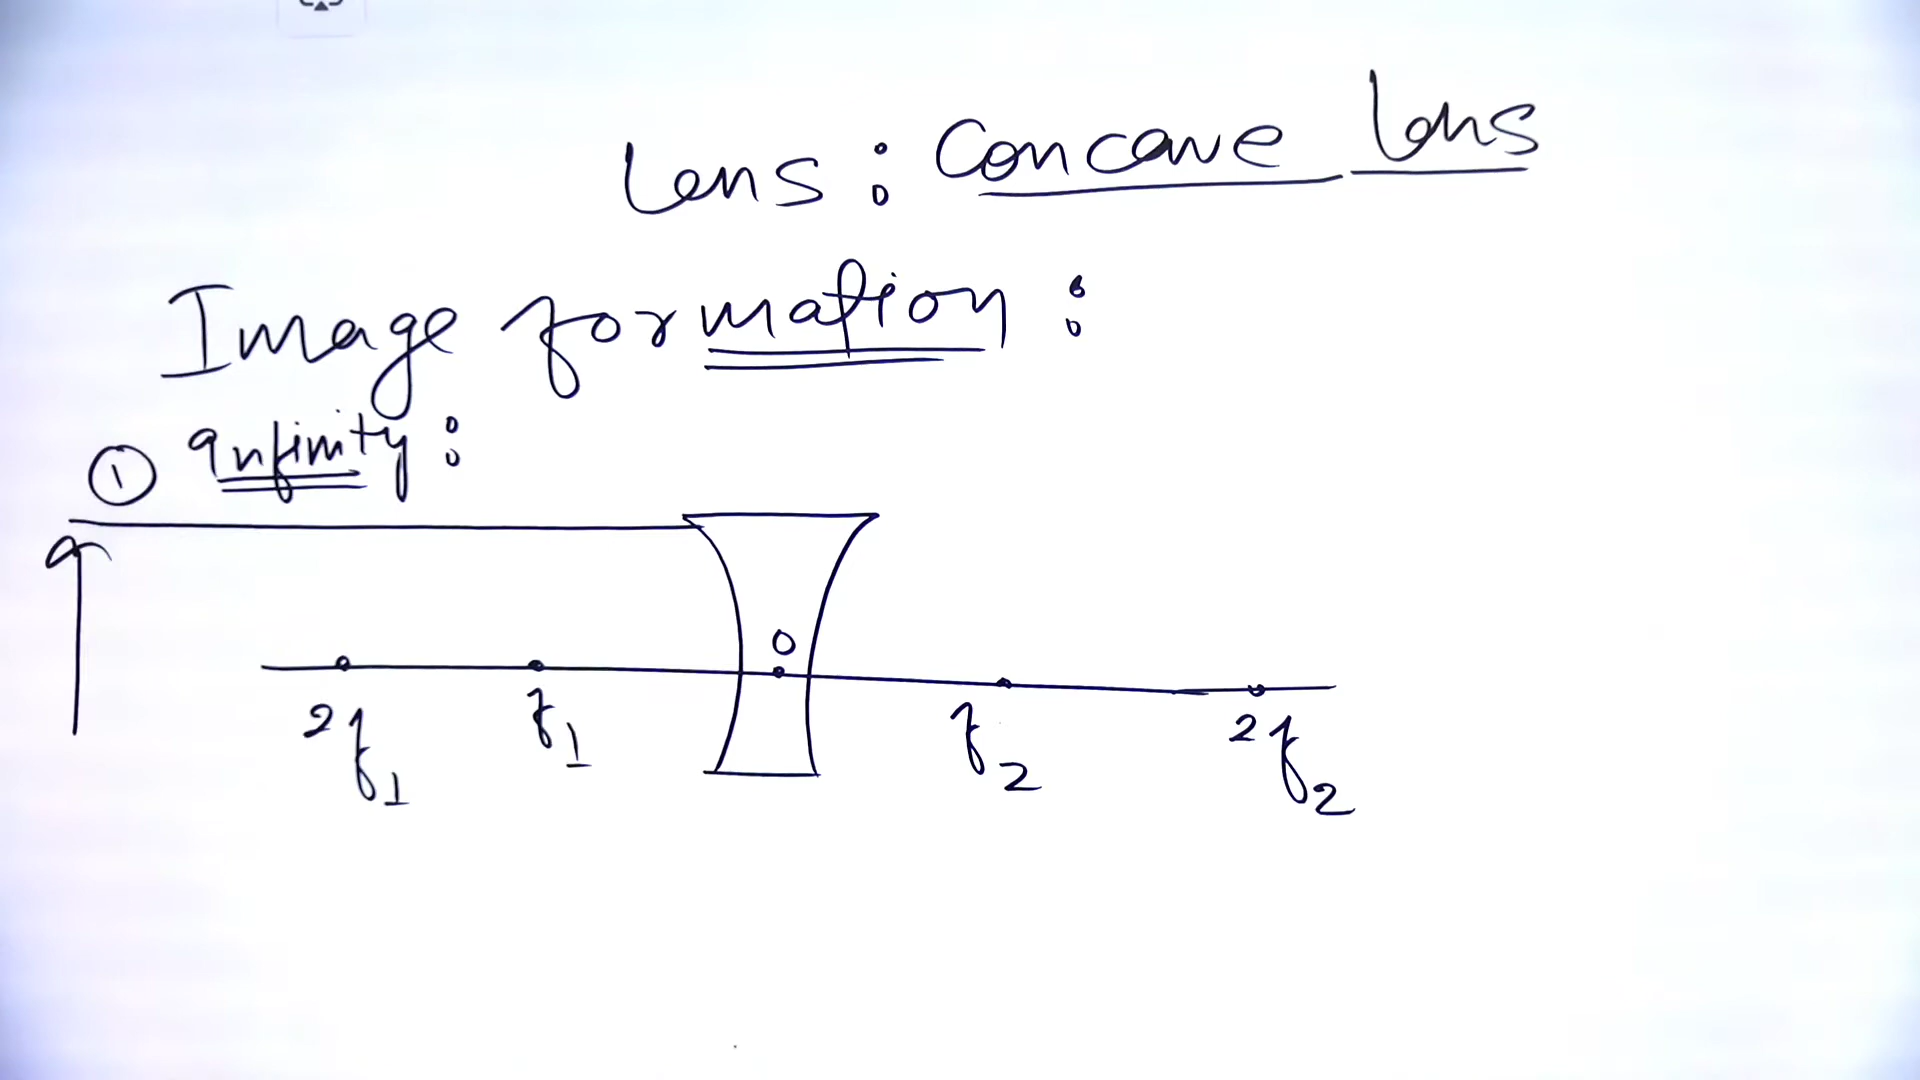 Lens : Concave lens
Image formation :
① Infinity :
O
2f₁ f₁ f₂ 2f₂